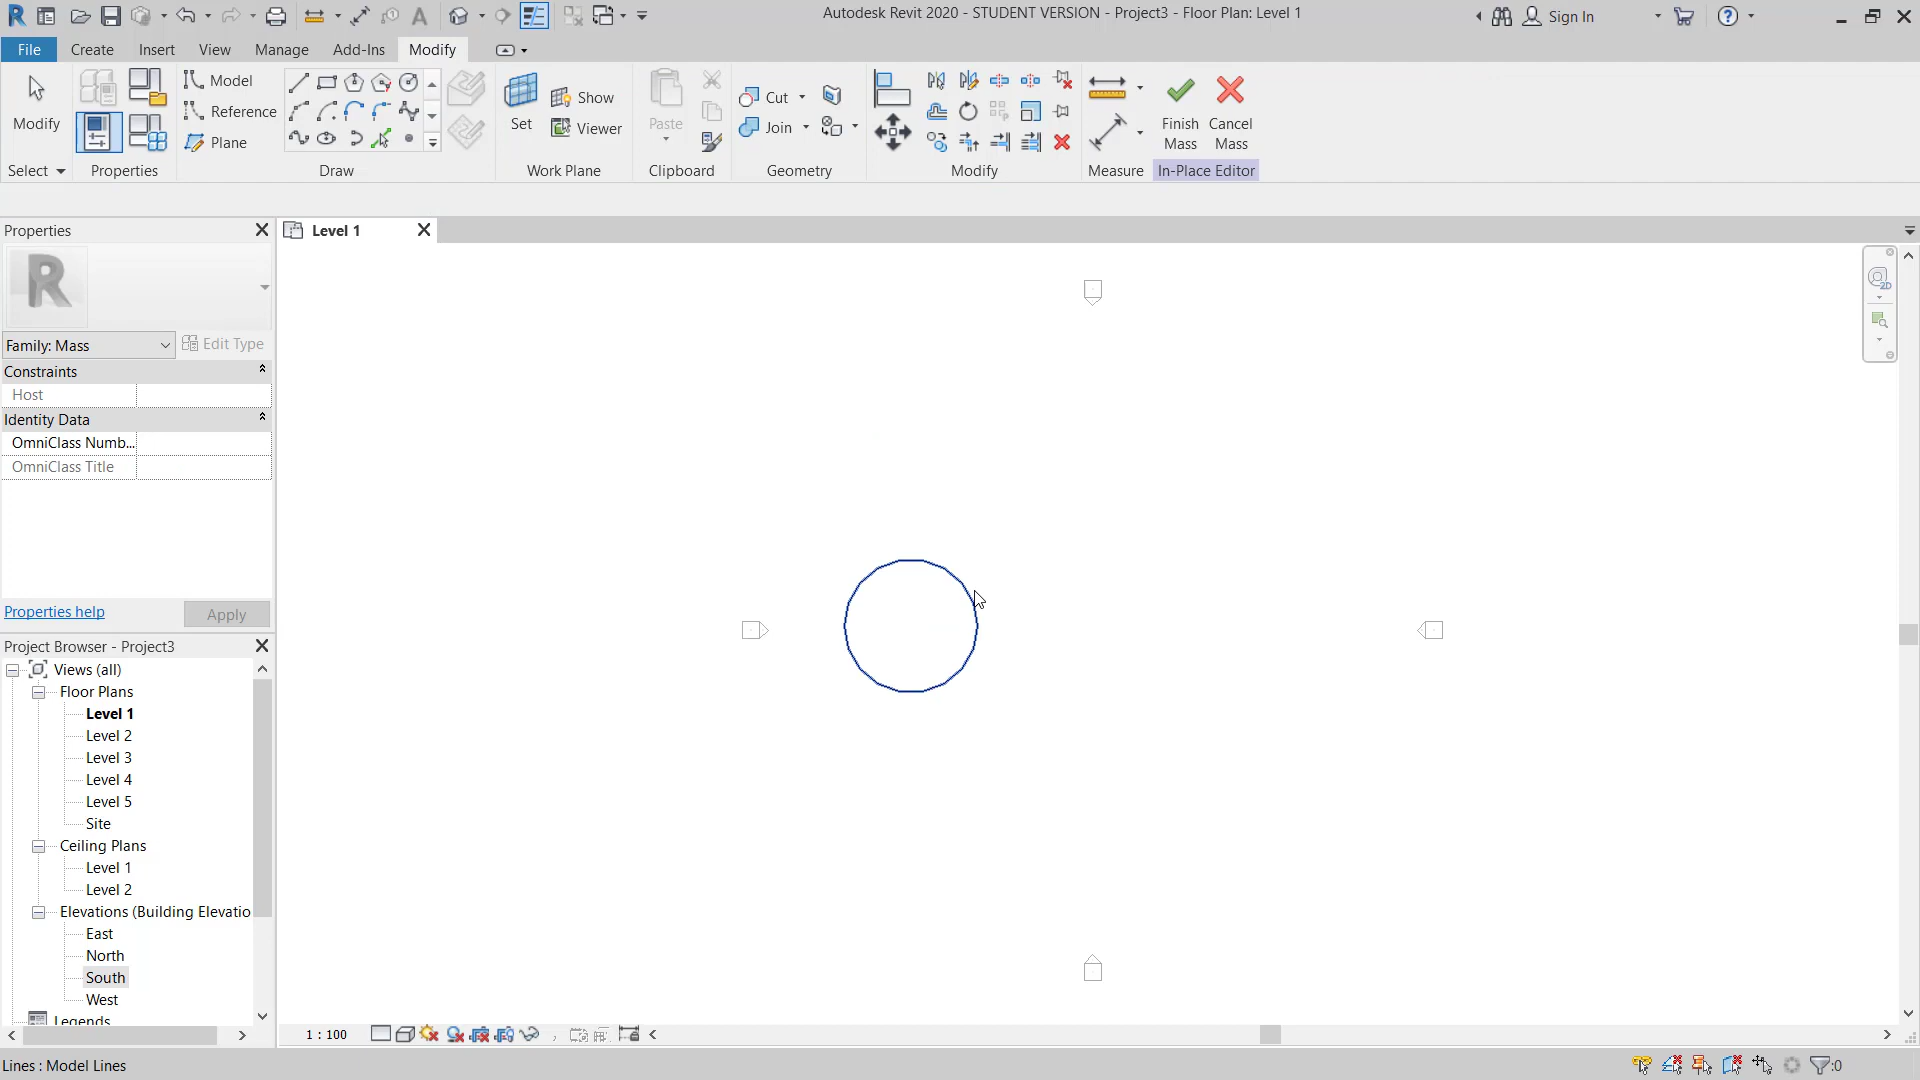 Autodesk Revit 2020 - STUDENT VERSION - Project3 - Floor Plan: Level 1
Sign In
File
Create
Insert
View
Manage
Add-Ins
Modify
Modify
Model
Reference
Plane
Set
Show
Viewer
Paste
Cut
Join
Finish
Mass
Cancel
Mass
Select
Properties
Draw
Work Plane
Clipboard
Geometry
Modify
Measure
In-Place Editor
Properties
Level 1
R
Family: Mass
Edit Type
Constraints
Host
Identity Data
OmniClass Numb...
OmniClass Title
Properties help
Apply
Project Browser - Project3
Views (all)
Floor Plans
Level 1
Level 2
Level 3
Level 4
Level 5
Site
Ceiling Plans
Level 1
Level 2
Elevations (Building Elevatio
East
North
South
West
Legends
2D
1 : 100
Lines : Model Lines
:0